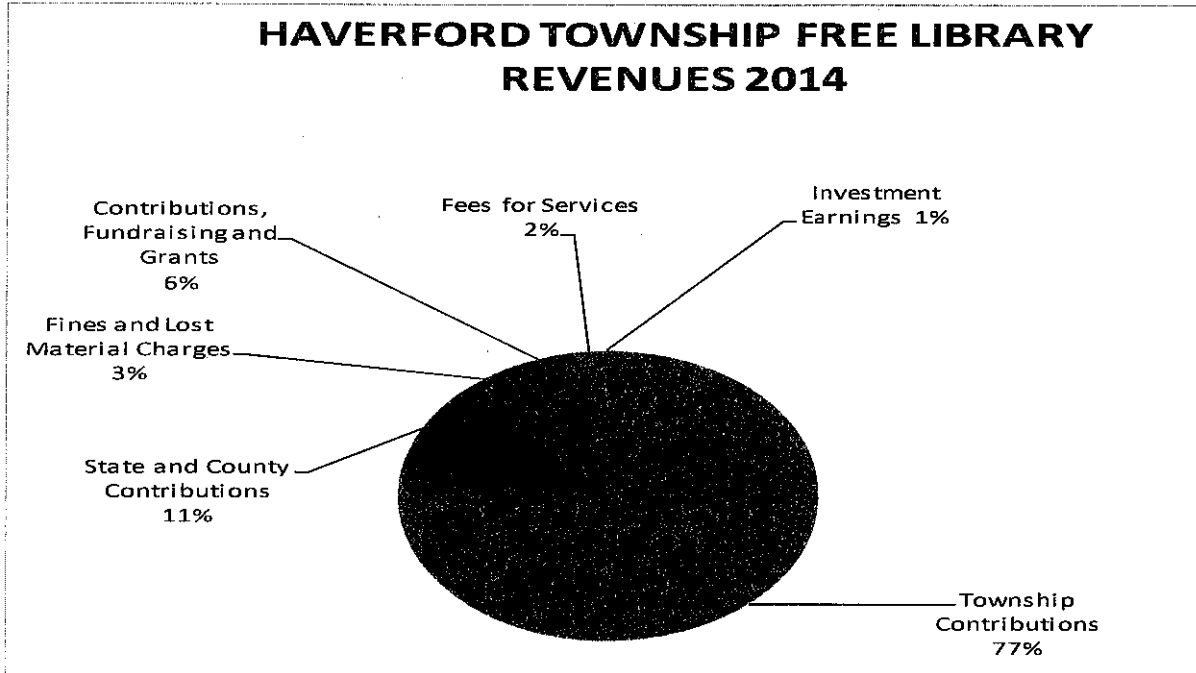 HAVERFORD TOWNSHIP FREE LIBRARY
REVENUES 2014
Contributions,
Fundraising and
Grants
6%
Fees for Services
2%
Investment
Earnings 1%
Fines and Lost
Material Charges
3%
State and County
Contributions
11%
Township
Contributions
77%